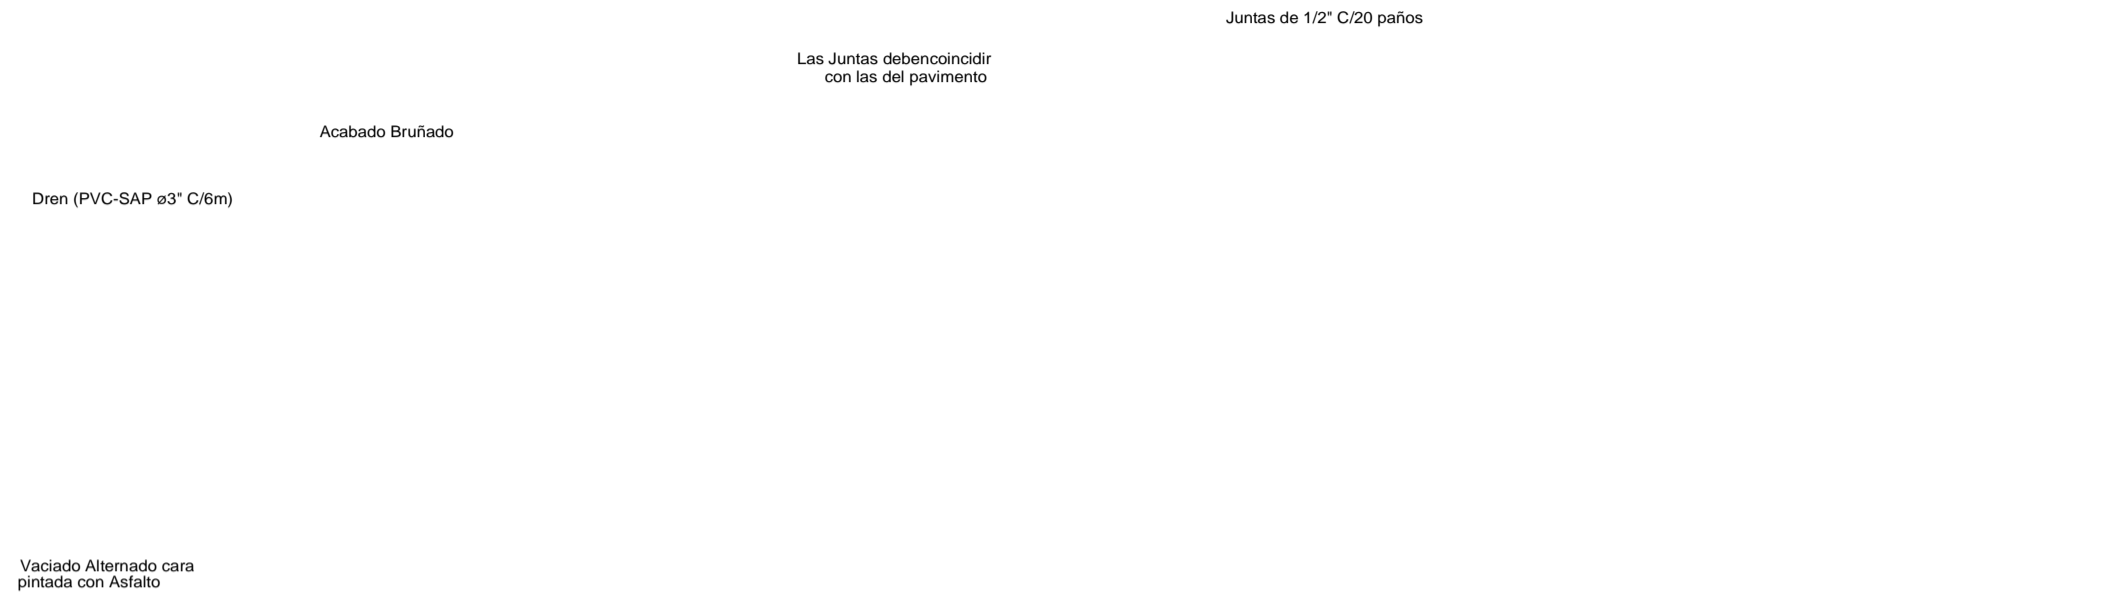 Juntas de 1/2" C/20 paños
Las Juntas debencoincidir
con las del pavimento
Acabado Bruñado
Dren (PVC-SAP ø3" C/6m)
Vaciado Alternado cara
pintada con Asfalto